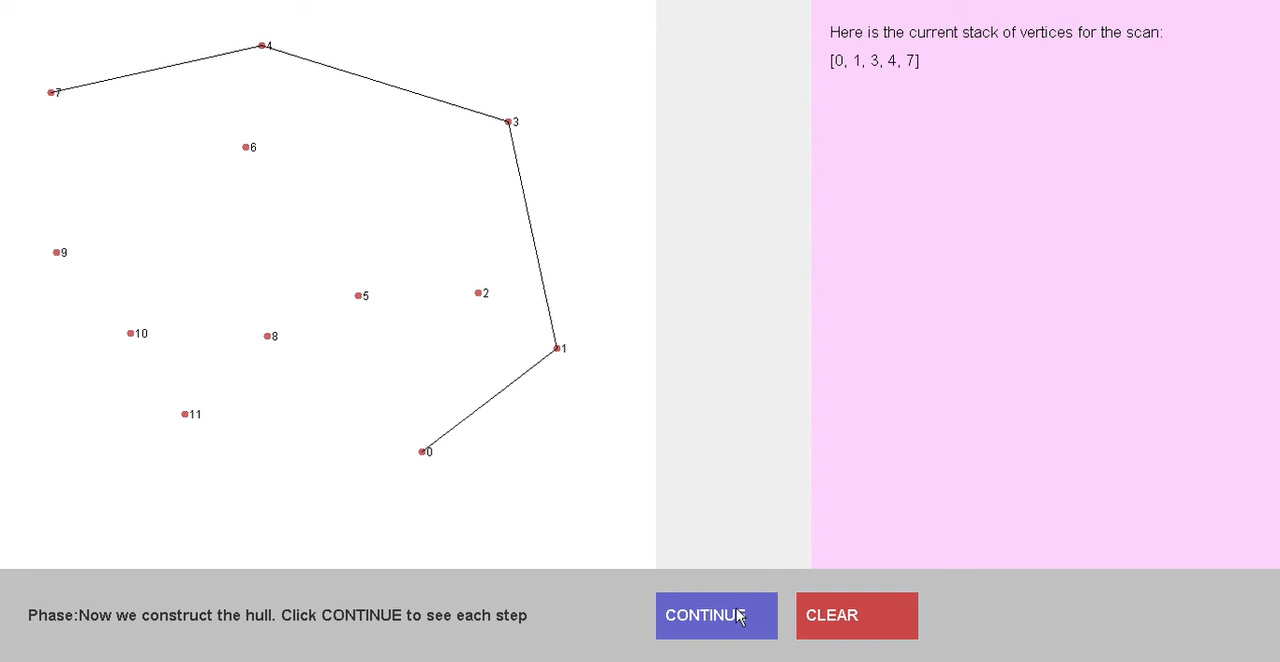 4
7
3
6
9
5
2
10
8
1
11
0
Here is the current stack of vertices for the scan:
[0, 1, 3, 4, 7]
Phase:Now we construct the hull. Click CONTINUE to see each step
CONTINUE
CLEAR